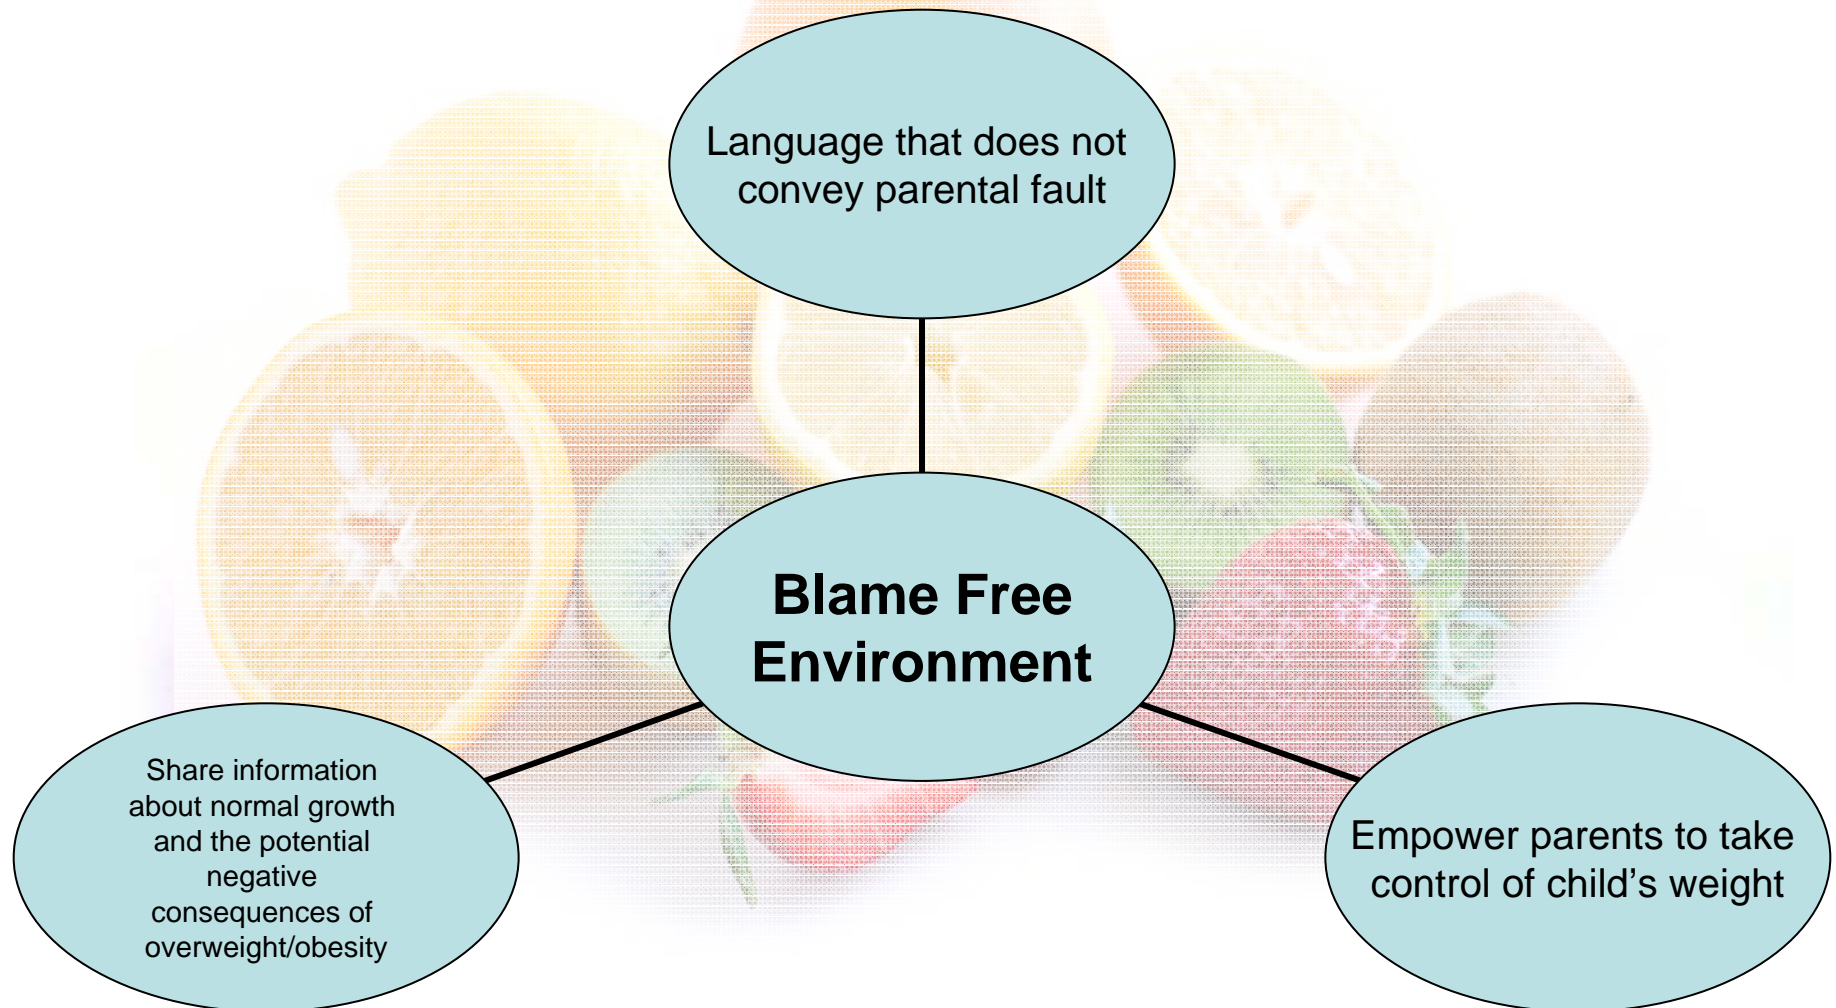 Language that does not
convey parental fault
Blame Free
Environment
Share information
about normal growth
and the potential
negative
consequences of
overweight/obesity
Empower parents to take
control of child’s weight